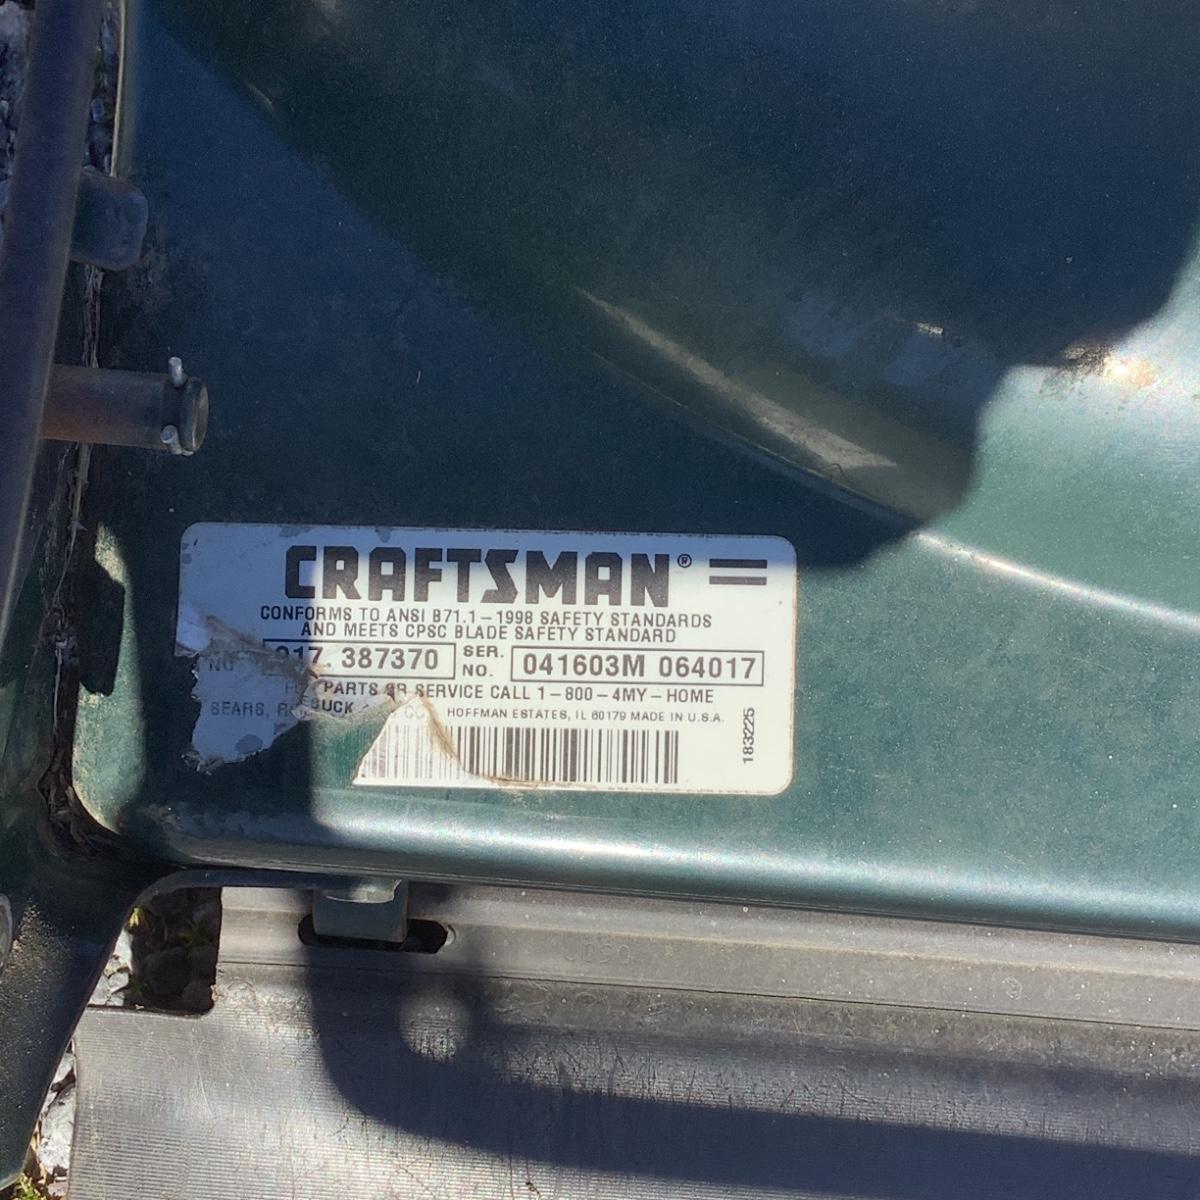 CRAFTSMAN® =
CONFORMS TO ANSI B71.1–1998 SAFETY STANDARDS
AND MEETS CPSC BLADE SAFETY STANDARD
NO 917. 387370 SER. NO. 041603M 064017
PARTS OR SERVICE CALL 1–800–4MY–HOME
SEARS, HOFFMAN ESTATES, IL 60179 MADE IN U.S.A.
183225